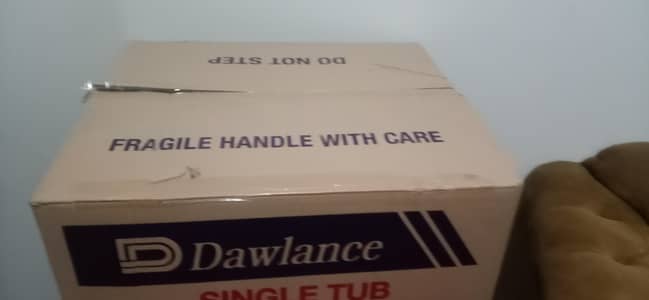 DO NOT STEP
FRAGILE HANDLE WITH CARE
Dawlance
SINGLE TUB